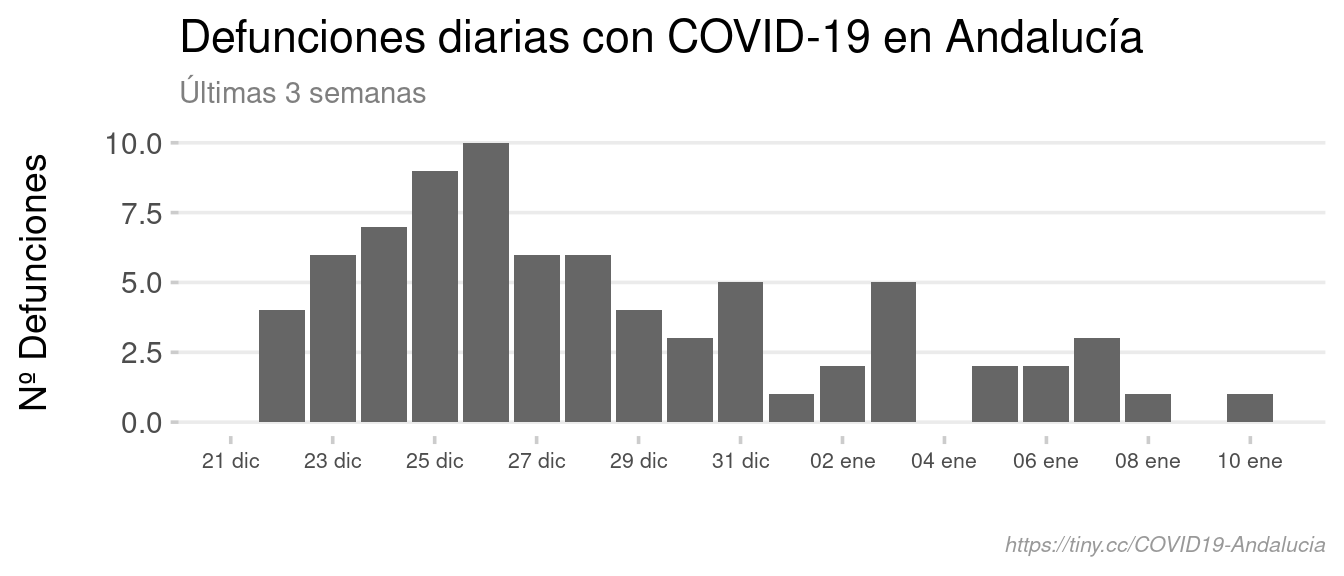 Defunciones diarias con COVID-19 en Andalucía
Últimas 3 semanas
Nº Defunciones
10.0
7.5
5.0
2.5
0.0
21 dic 23 dic 25 dic 27 dic 29 dic 31 dic 02 ene 04 ene 06 ene 08 ene 10 ene
https://tiny.cc/COVID19-Andalucia